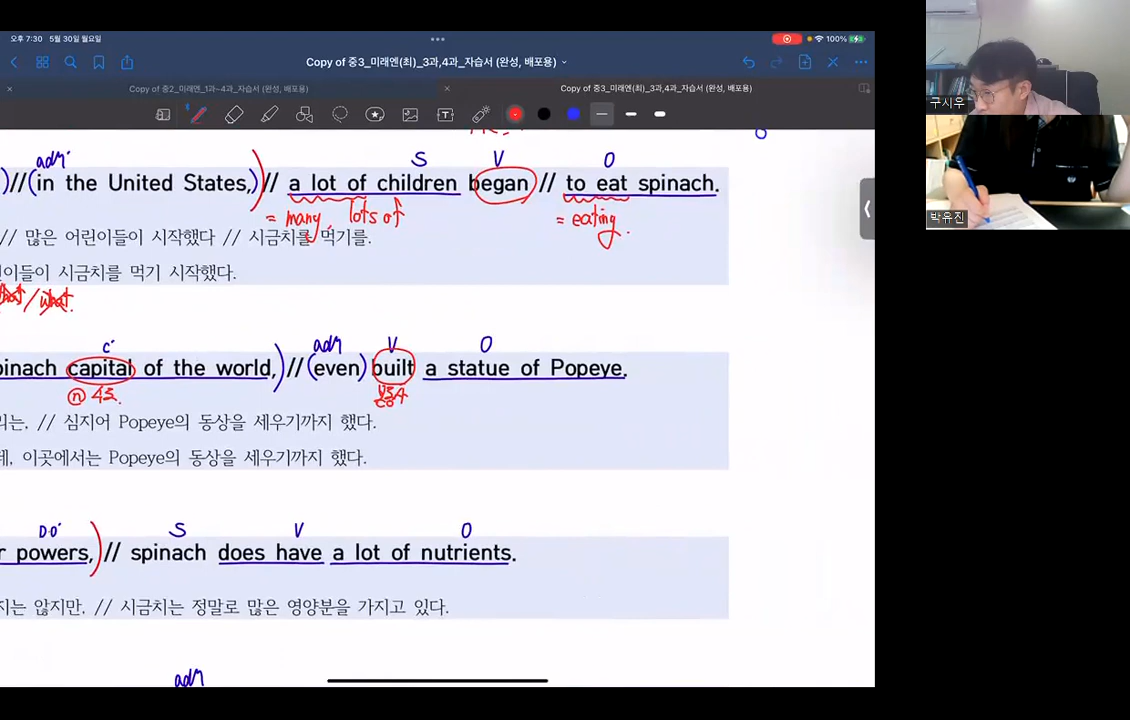 오후 7:30 5월 30일 월요일
100%
Copy of 중3_미래엔(최)_3과,4과_자습서 (완성, 배포용)
Copy of 중2_미래엔_1과~4과_자습서 (완성, 배포용)
Copy of 중3_미래엔(최)_3과,4과_자습서 (완성, 배포용)
구시우
박유진
adv S V O
)//(in the United States,)// a lot of children began // to eat spinach.
= many, lots of = eating
// 많은 어린이들이 시작했다 // 시금치를 먹기를.
린이들이 시금치를 먹기 시작했다.
/ what
c' adv V O
pinach capital of the world,)//(even) built a statue of Popeye.
ⓝ 수도.
리는, // 심지어 Popeye의 동상을 세우기까지 했다.
데, 이곳에서는 Popeye의 동상을 세우기까지 했다.
S V O
r powers,)// spinach does have a lot of nutrients.
지는 않지만, // 시금치는 정말로 많은 영양분을 가지고 있다.
adv